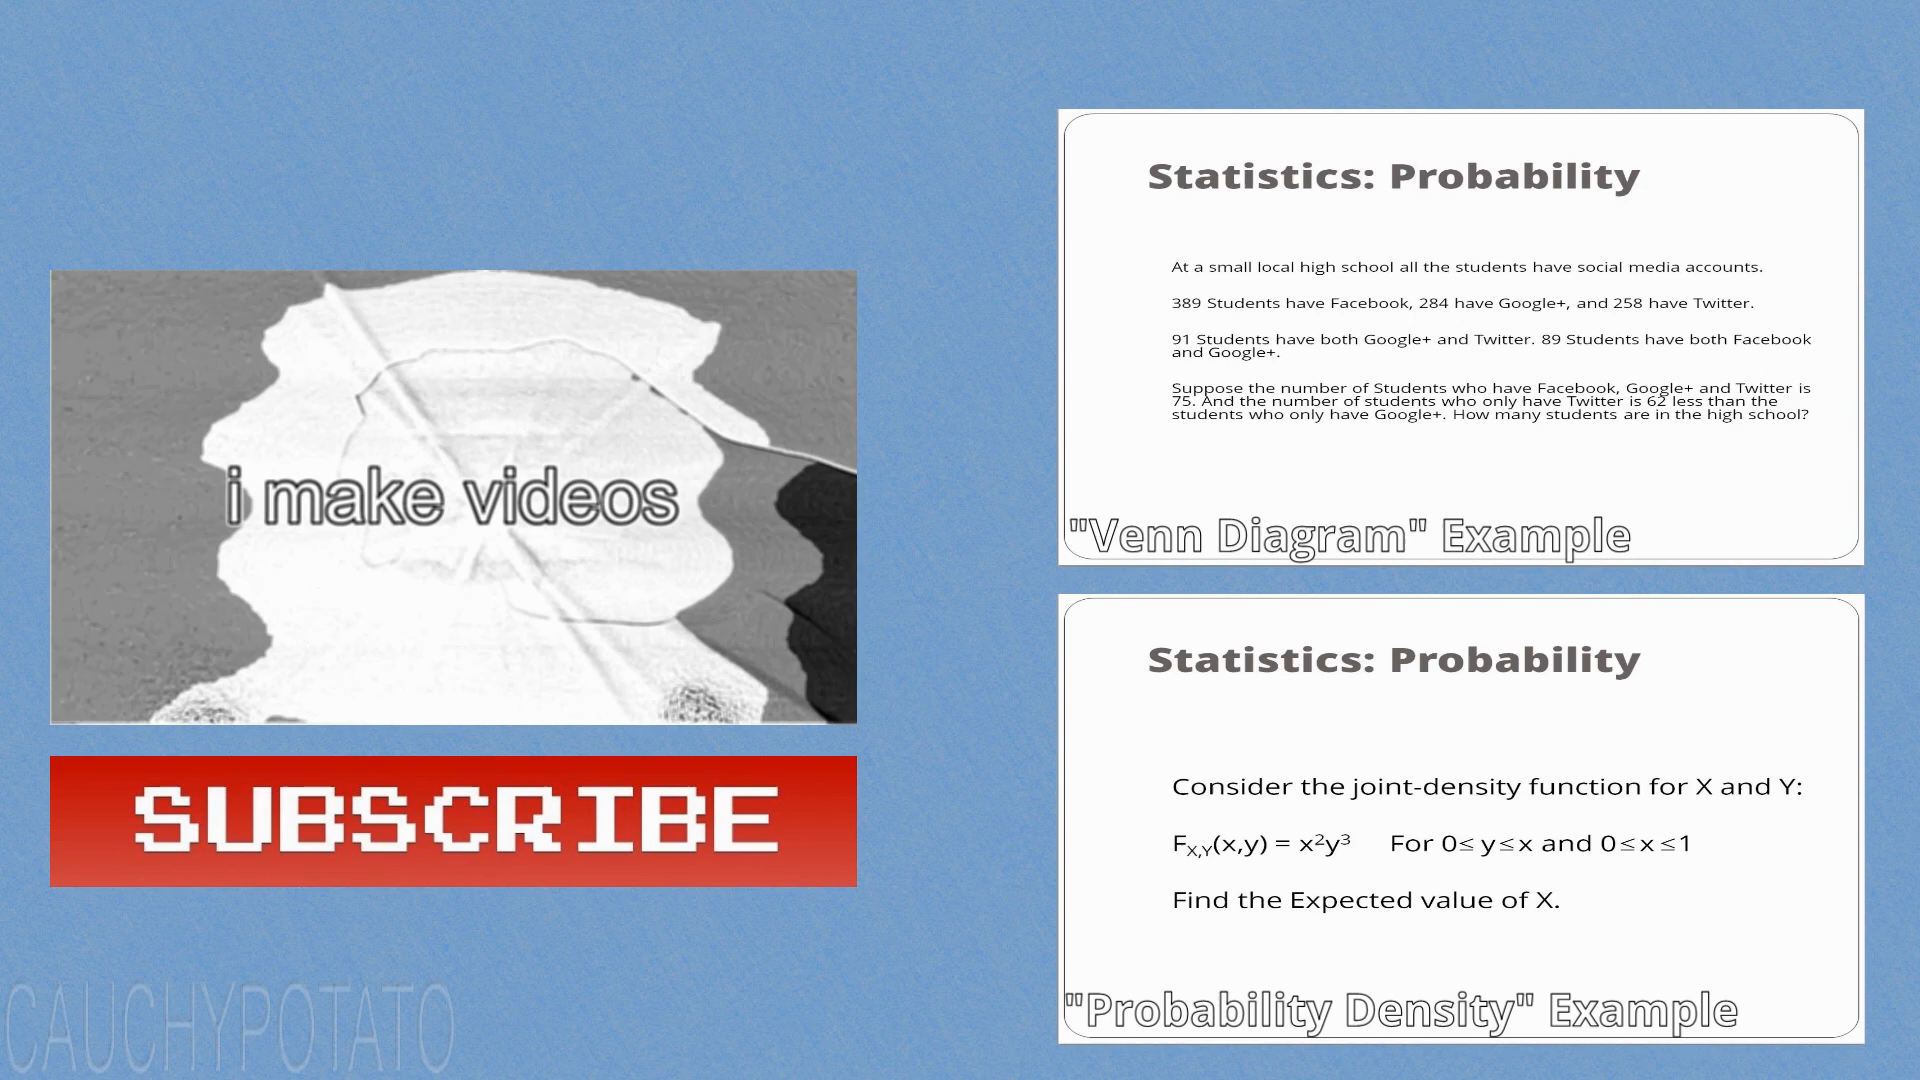 i make videos
SUBSCRIBE
CAUCHYPOTATO
Statistics: Probability
At a small local high school all the students have social media accounts.
389 Students have Facebook, 284 have Google+, and 258 have Twitter.
91 Students have both Google+ and Twitter. 89 Students have both Facebook
and Google+.
Suppose the number of Students who have Facebook, Google+ and Twitter is
75. And the number of students who only have Twitter is 62 less than the
students who only have Google+. How many students are in the high school?
"Venn Diagram" Example
Statistics: Probability
Consider the joint-density function for X and Y:
F_{X,Y}(x,y) = x²y³ For 0≤ y≤x and 0≤x≤1
Find the Expected value of X.
"Probability Density" Example